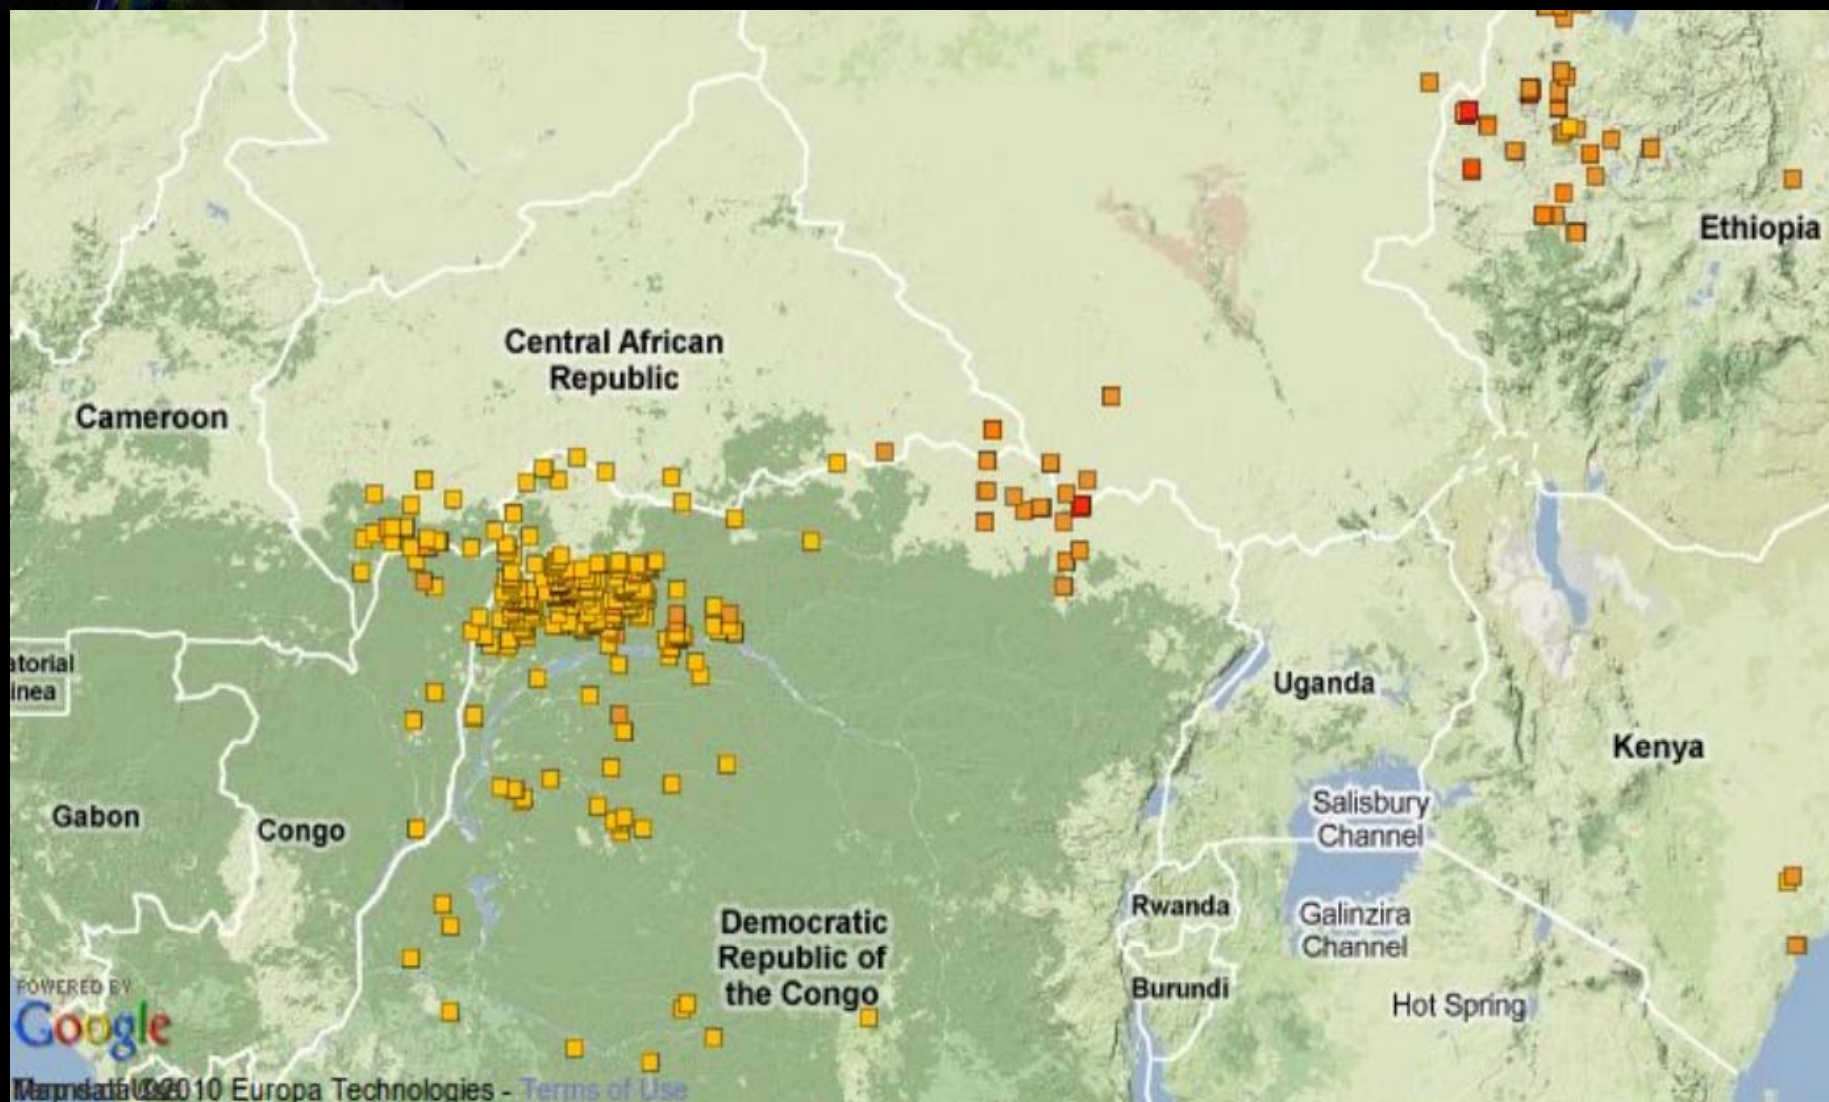 Ethiopia
Central African
Republic
Cameroon
atorial
inea
Uganda
Kenya
Gabon
Congo
Salisbury
Channel
Rwanda
Galinzira
Channel
Democratic
Republic of
the Congo
Burundi
Hot Spring
POWERED BY
Google
©2010 Europa Technologies - Terms of Use